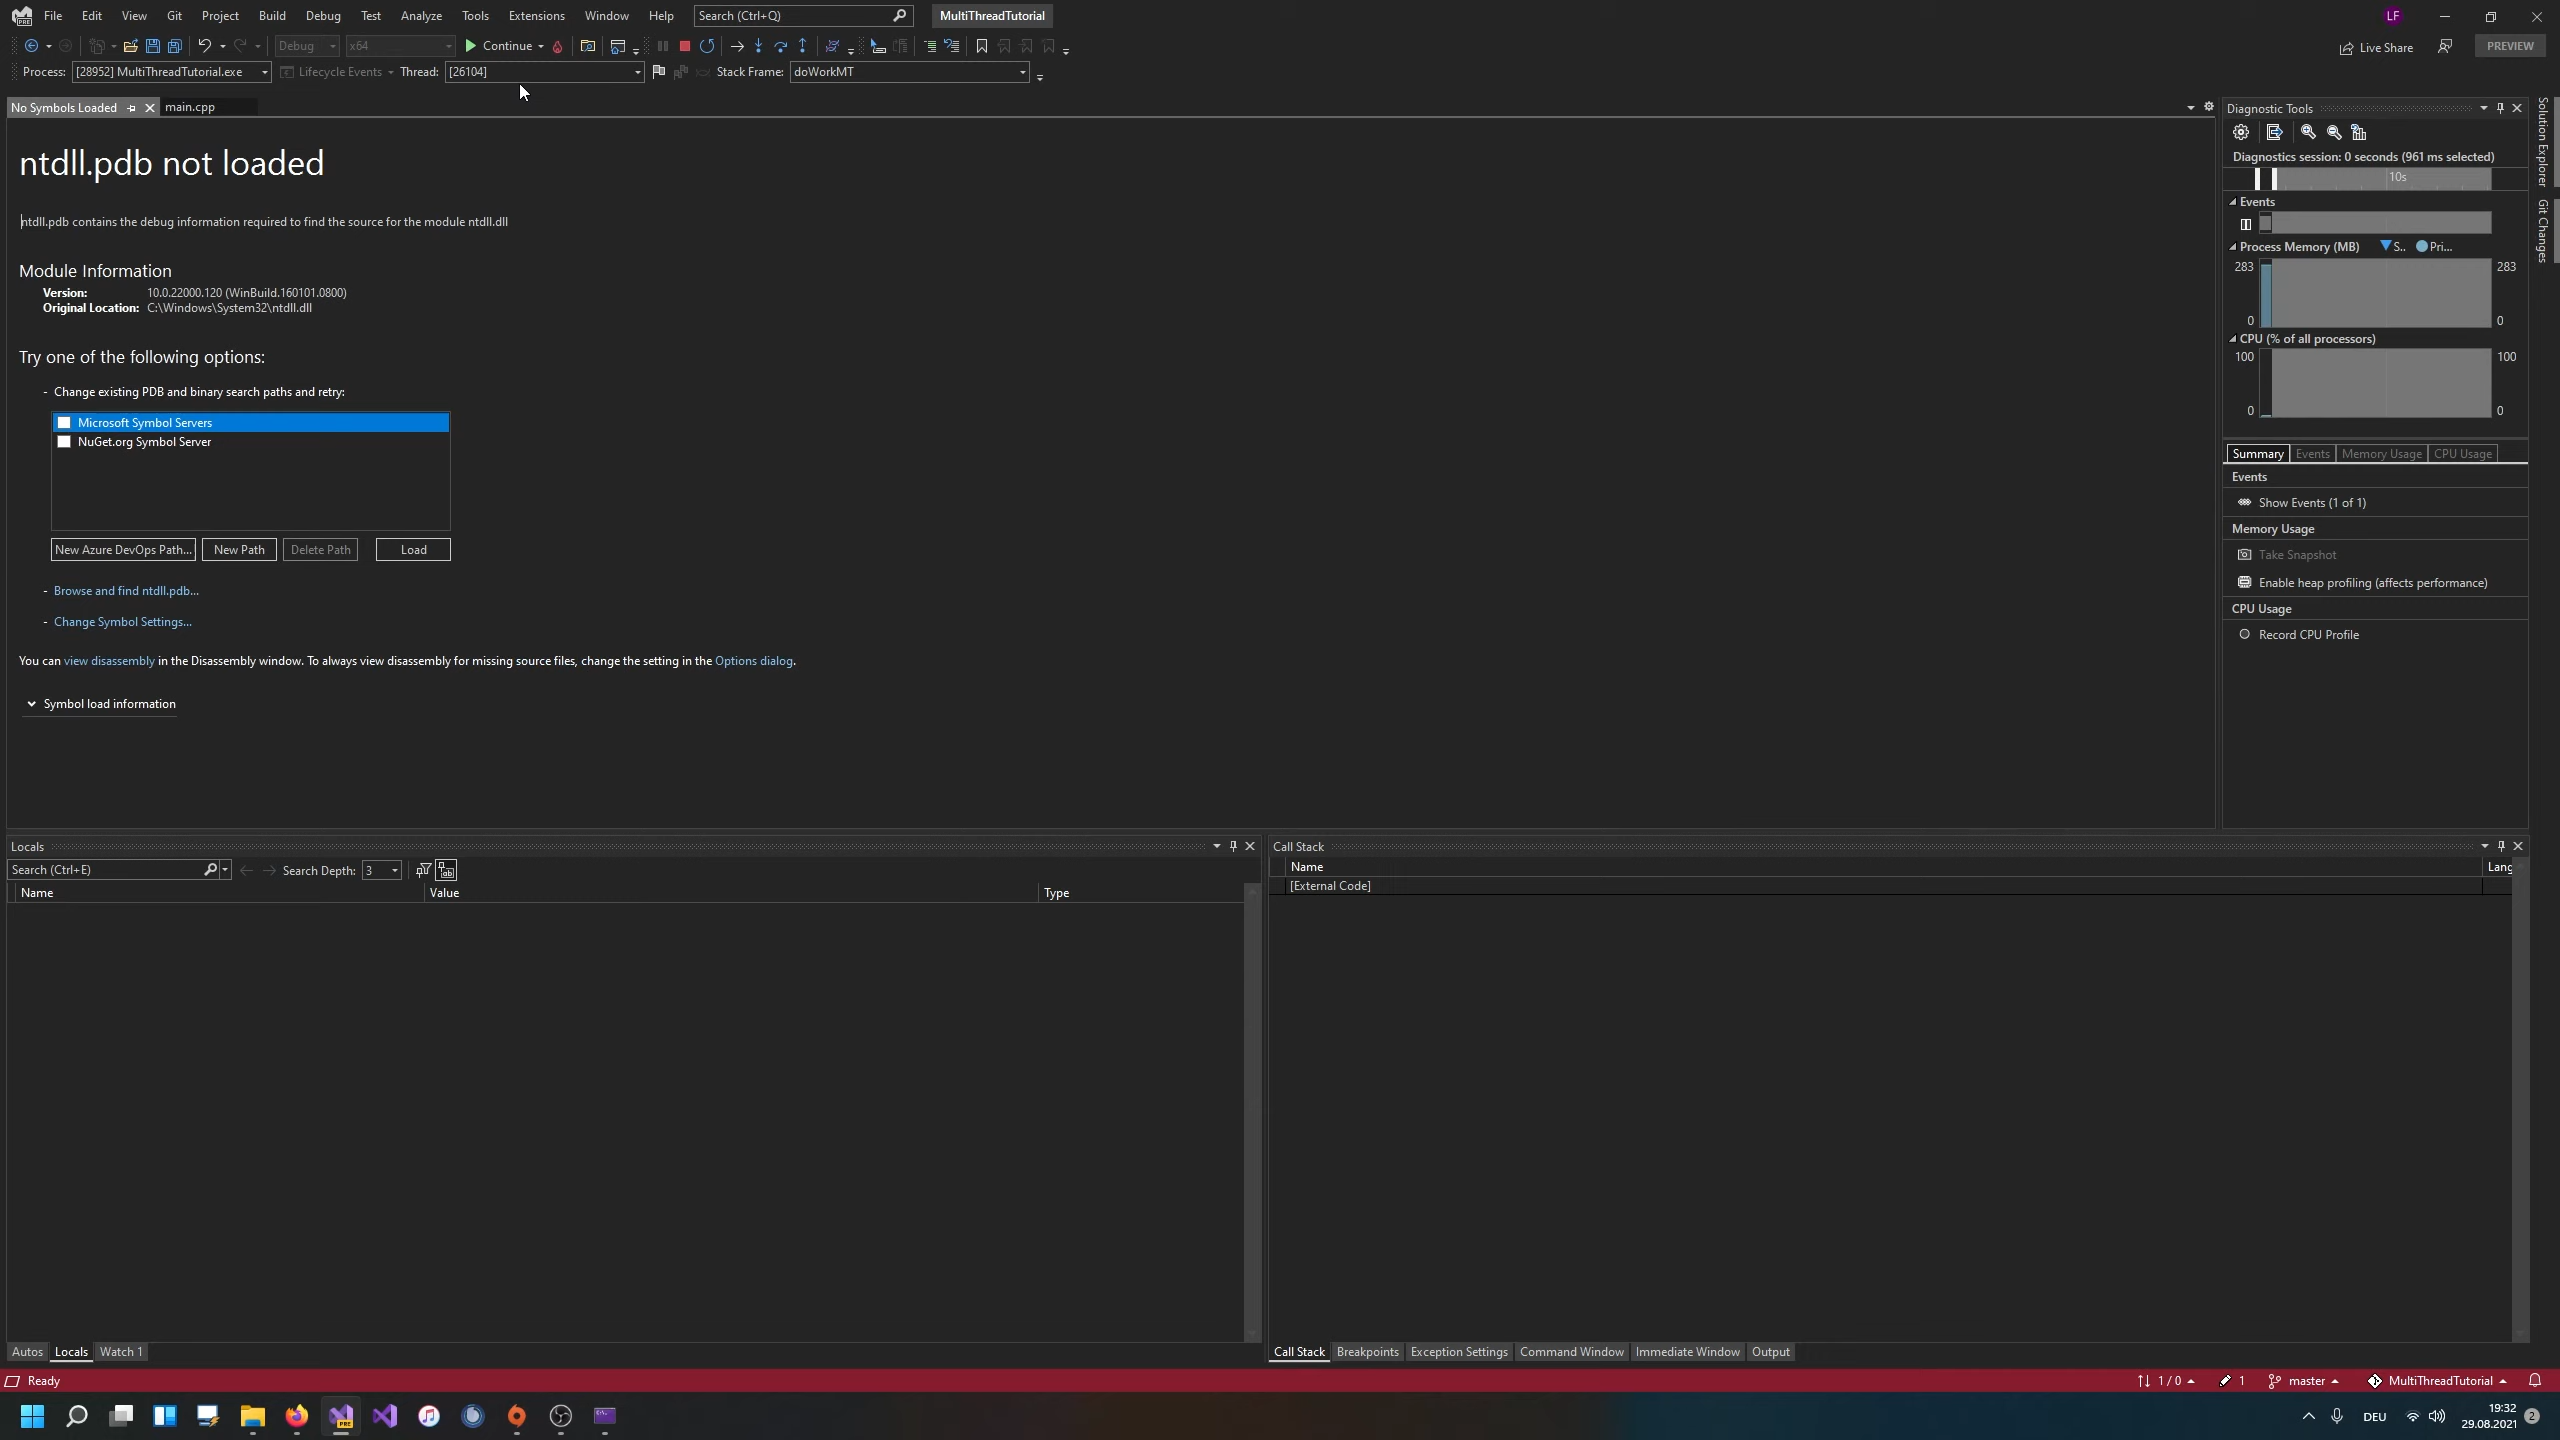 File Edit View Git Project Build Debug Test Analyze Tools Extensions Window Help Search (Ctrl+Q) MultiThreadTutorial LF
Debug x64 Continue Live Share PREVIEW
Process: [28952] MultiThreadTutorial.exe Lifecycle Events Thread: [26104] Stack Frame: doWorkMT
No Symbols Loaded main.cpp
ntdll.pdb not loaded
ntdll.pdb contains the debug information required to find the source for the module ntdll.dll
Module Information
Version: 10.0.22000.120 (WinBuild.160101.0800)
Original Location: C:\Windows\System32\ntdll.dll
Try one of the following options:
- Change existing PDB and binary search paths and retry:
Microsoft Symbol Servers
NuGet.org Symbol Server
New Azure DevOps Path... New Path Delete Path Load
- Browse and find ntdll.pdb...
- Change Symbol Settings...
You can view disassembly in the Disassembly window. To always view disassembly for missing source files, change the setting in the Options dialog.
Symbol load information
Diagnostic Tools
Diagnostics session: 0 seconds (961 ms selected)
10s
Events
Process Memory (MB) S.. Pri...
283 283
0 0
CPU (% of all processors)
100 100
0 0
Summary Events Memory Usage CPU Usage
Events
Show Events (1 of 1)
Memory Usage
Take Snapshot
Enable heap profiling (affects performance)
CPU Usage
Record CPU Profile
Solution Explorer
Git Changes
Locals
Search (Ctrl+E) Search Depth: 3
Name Value Type
Autos Locals Watch 1
Call Stack
Name Lang
[External Code]
Call Stack Breakpoints Exception Settings Command Window Immediate Window Output
Ready 1 / 0 1 master MultiThreadTutorial
PRE DEU 19:32 2
29.08.2021